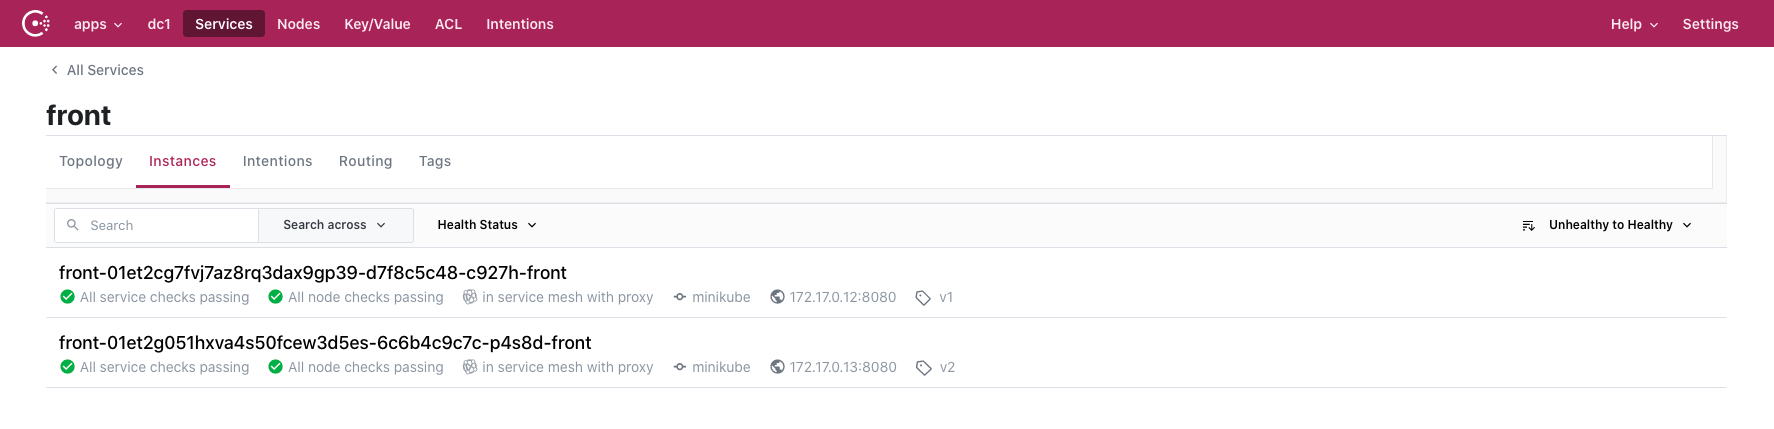 apps dc1 Services Nodes Key/Value ACL Intentions Help Settings
All Services
front
Topology Instances Intentions Routing Tags
Search Search across Health Status Unhealthy to Healthy
front-01et2cg7fvj7az8rq3dax9gp39-d7f8c5c48-c927h-front
All service checks passing All node checks passing in service mesh with proxy minikube 172.17.0.12:8080 v1
front-01et2g051hxva4s50fcew3d5es-6c6b4c9c7c-p4s8d-front
All service checks passing All node checks passing in service mesh with proxy minikube 172.17.0.13:8080 v2